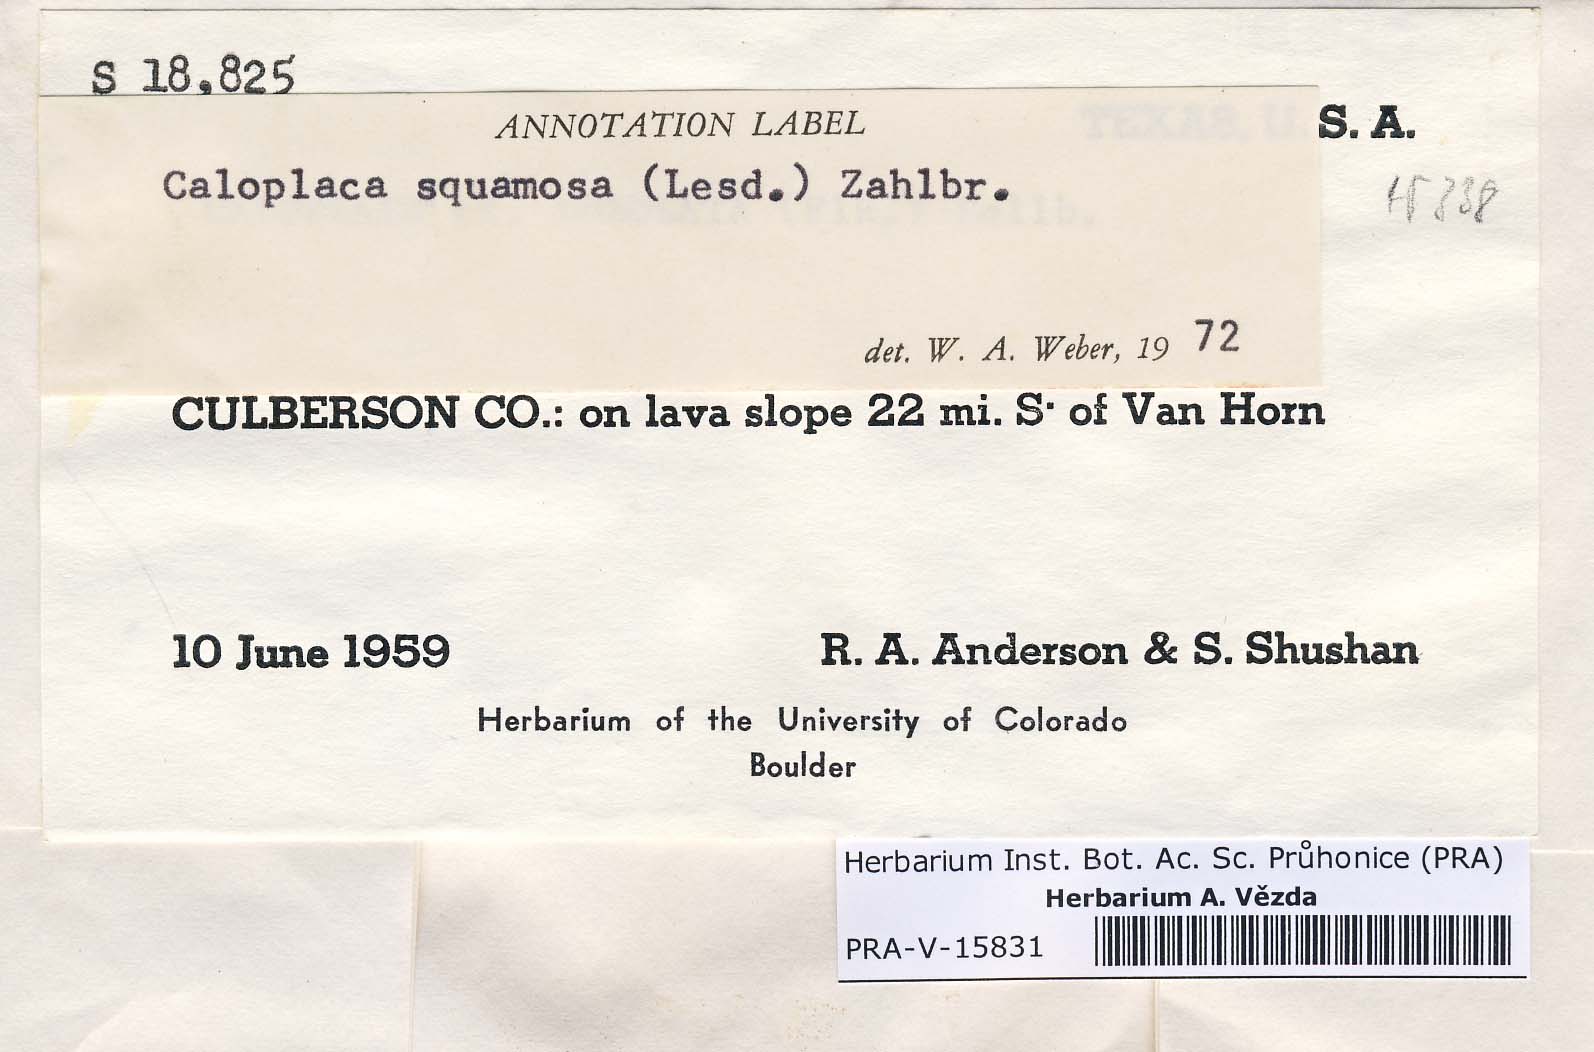 S 18,825
ANNOTATION LABEL
TEXAS, U. S. A.
Caloplaca squamosa (Lesd.) Zahlbr.
det. W. A. Weber, 19 72
CULBERSON CO.: on lava slope 22 mi. S. of Van Horn
10 June 1959 R. A. Anderson & S. Shushan
Herbarium of the University of Colorado
Boulder
Herbarium Inst. Bot. Ac. Sc. Průhonice (PRA)
Herbarium A. Vězda
PRA-V-15831